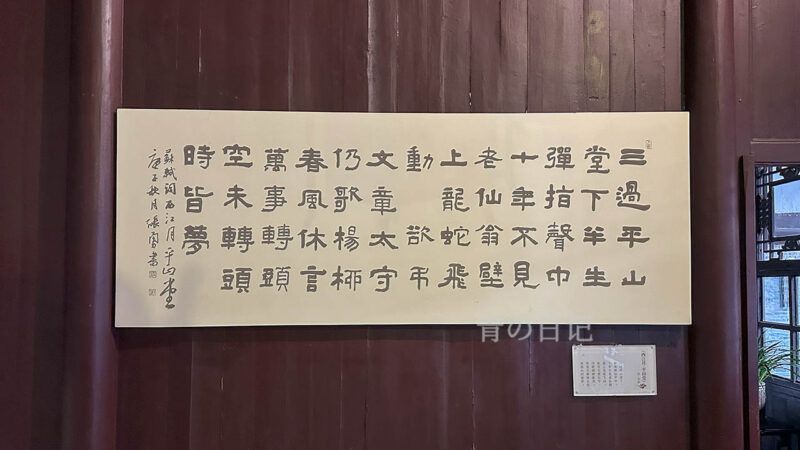 三過平山
堂下半生
彈指聲中
十年不見
老仙翁壁
上龍蛇飛
動 欲弔
文章太守
仍歌楊柳
春風休言
萬事轉頭
空未轉頭
時皆夢
蘇軾詞西江月平山堂
庚子秋月張書
青の日记